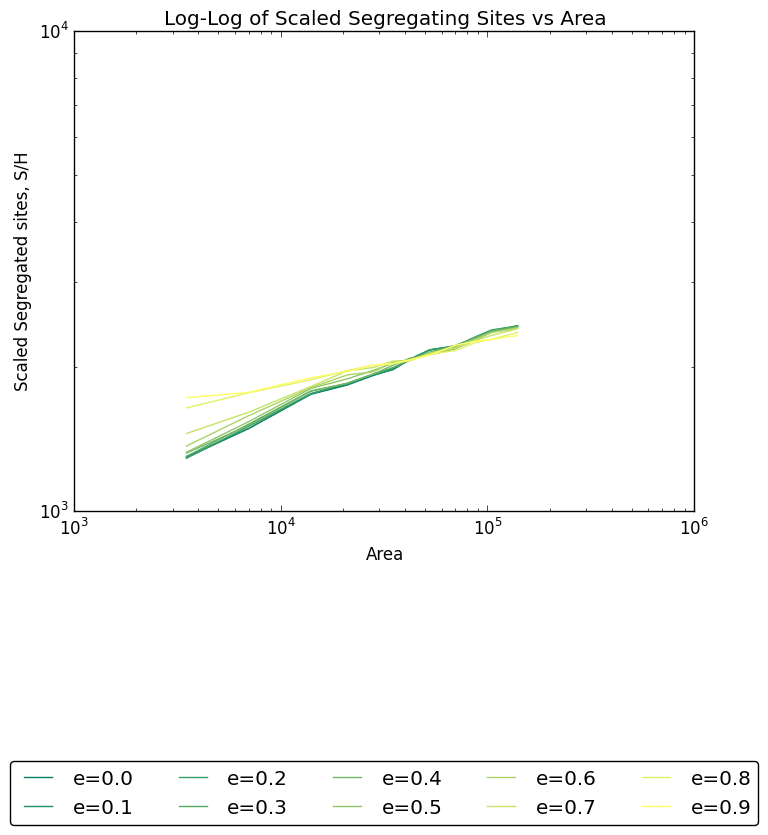 Log-Log of Scaled Segregating Sites vs Area
10^4
Scaled Segregated sites, S/H
10^3
10^3 10^4 10^5 10^6
Area
e=0.0 e=0.2 e=0.4 e=0.6 e=0.8
e=0.1 e=0.3 e=0.5 e=0.7 e=0.9